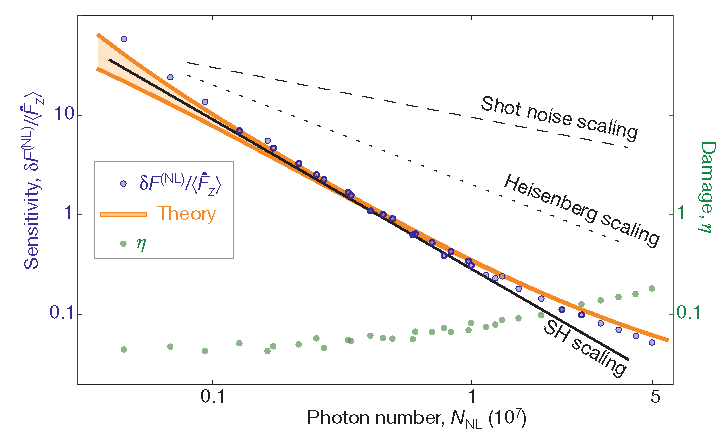 Sensitivity, δF^(NL)/⟨F̂_Z⟩
10
1
0.1
Shot noise scaling
Heisenberg scaling
SH scaling
δF^(NL)/⟨F̂_Z⟩
Theory
η
Damage, η
1
0.1
0.1
1
5
Photon number, N_NL (10^7)